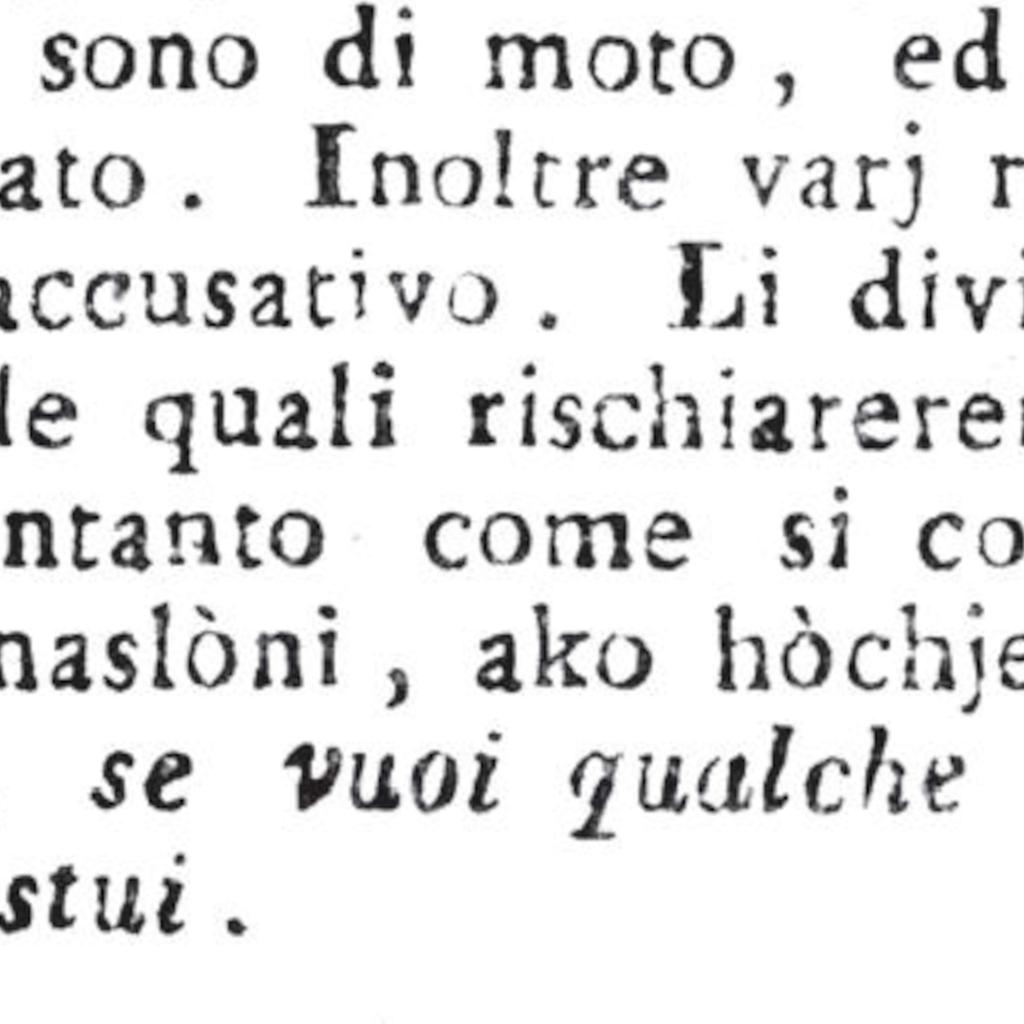 sono di moto, ed
ato. Inoltre varj r
accusativo. Li divi
le quali rischiarere
ntanto come si co
naslòni, ako hòchje
se vuoi qualche
stui.